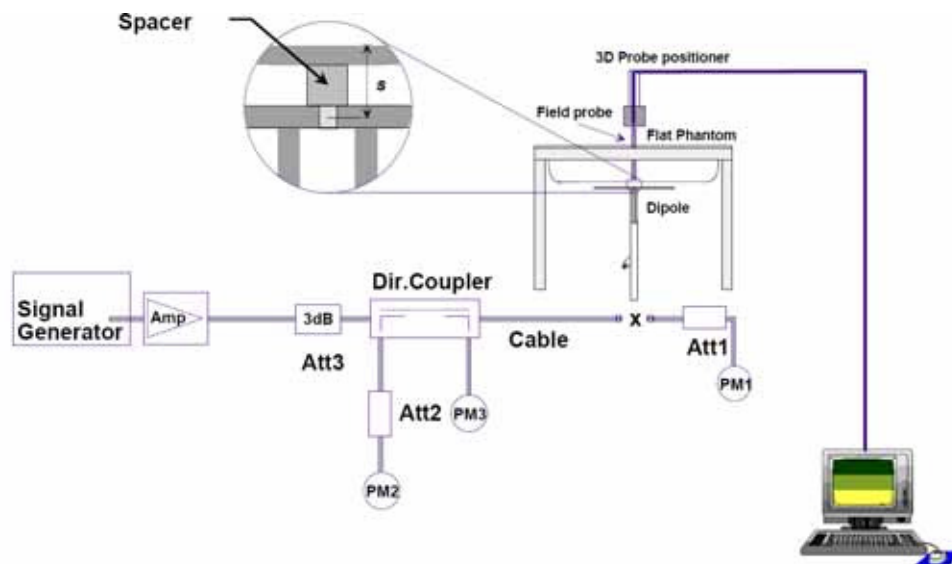 Spacer
s
3D Probe positioner
Field probe
Flat Phantom
Dipole
Signal
Generator
Amp
3dB
Att3
Dir.Coupler
Cable
x
Att1
PM1
Att2
PM3
PM2